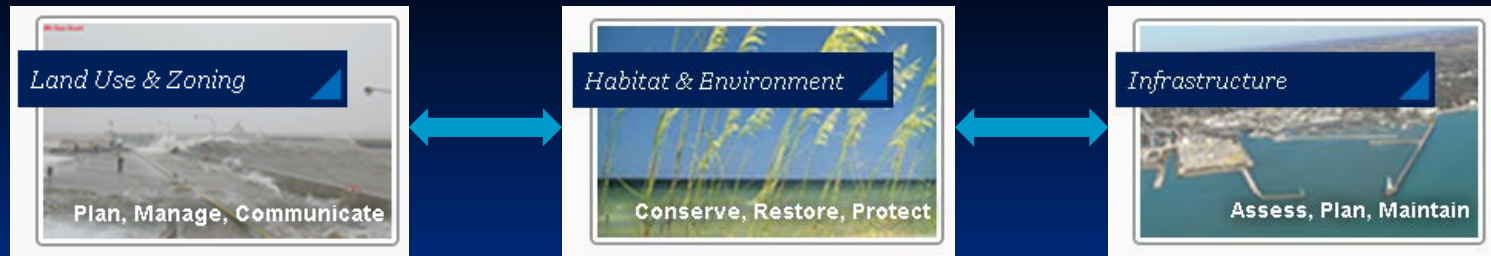 Land Use & Zoning
Plan, Manage, Communicate
Habitat & Environment
Conserve, Restore, Protect
Infrastructure
Assess, Plan, Maintain